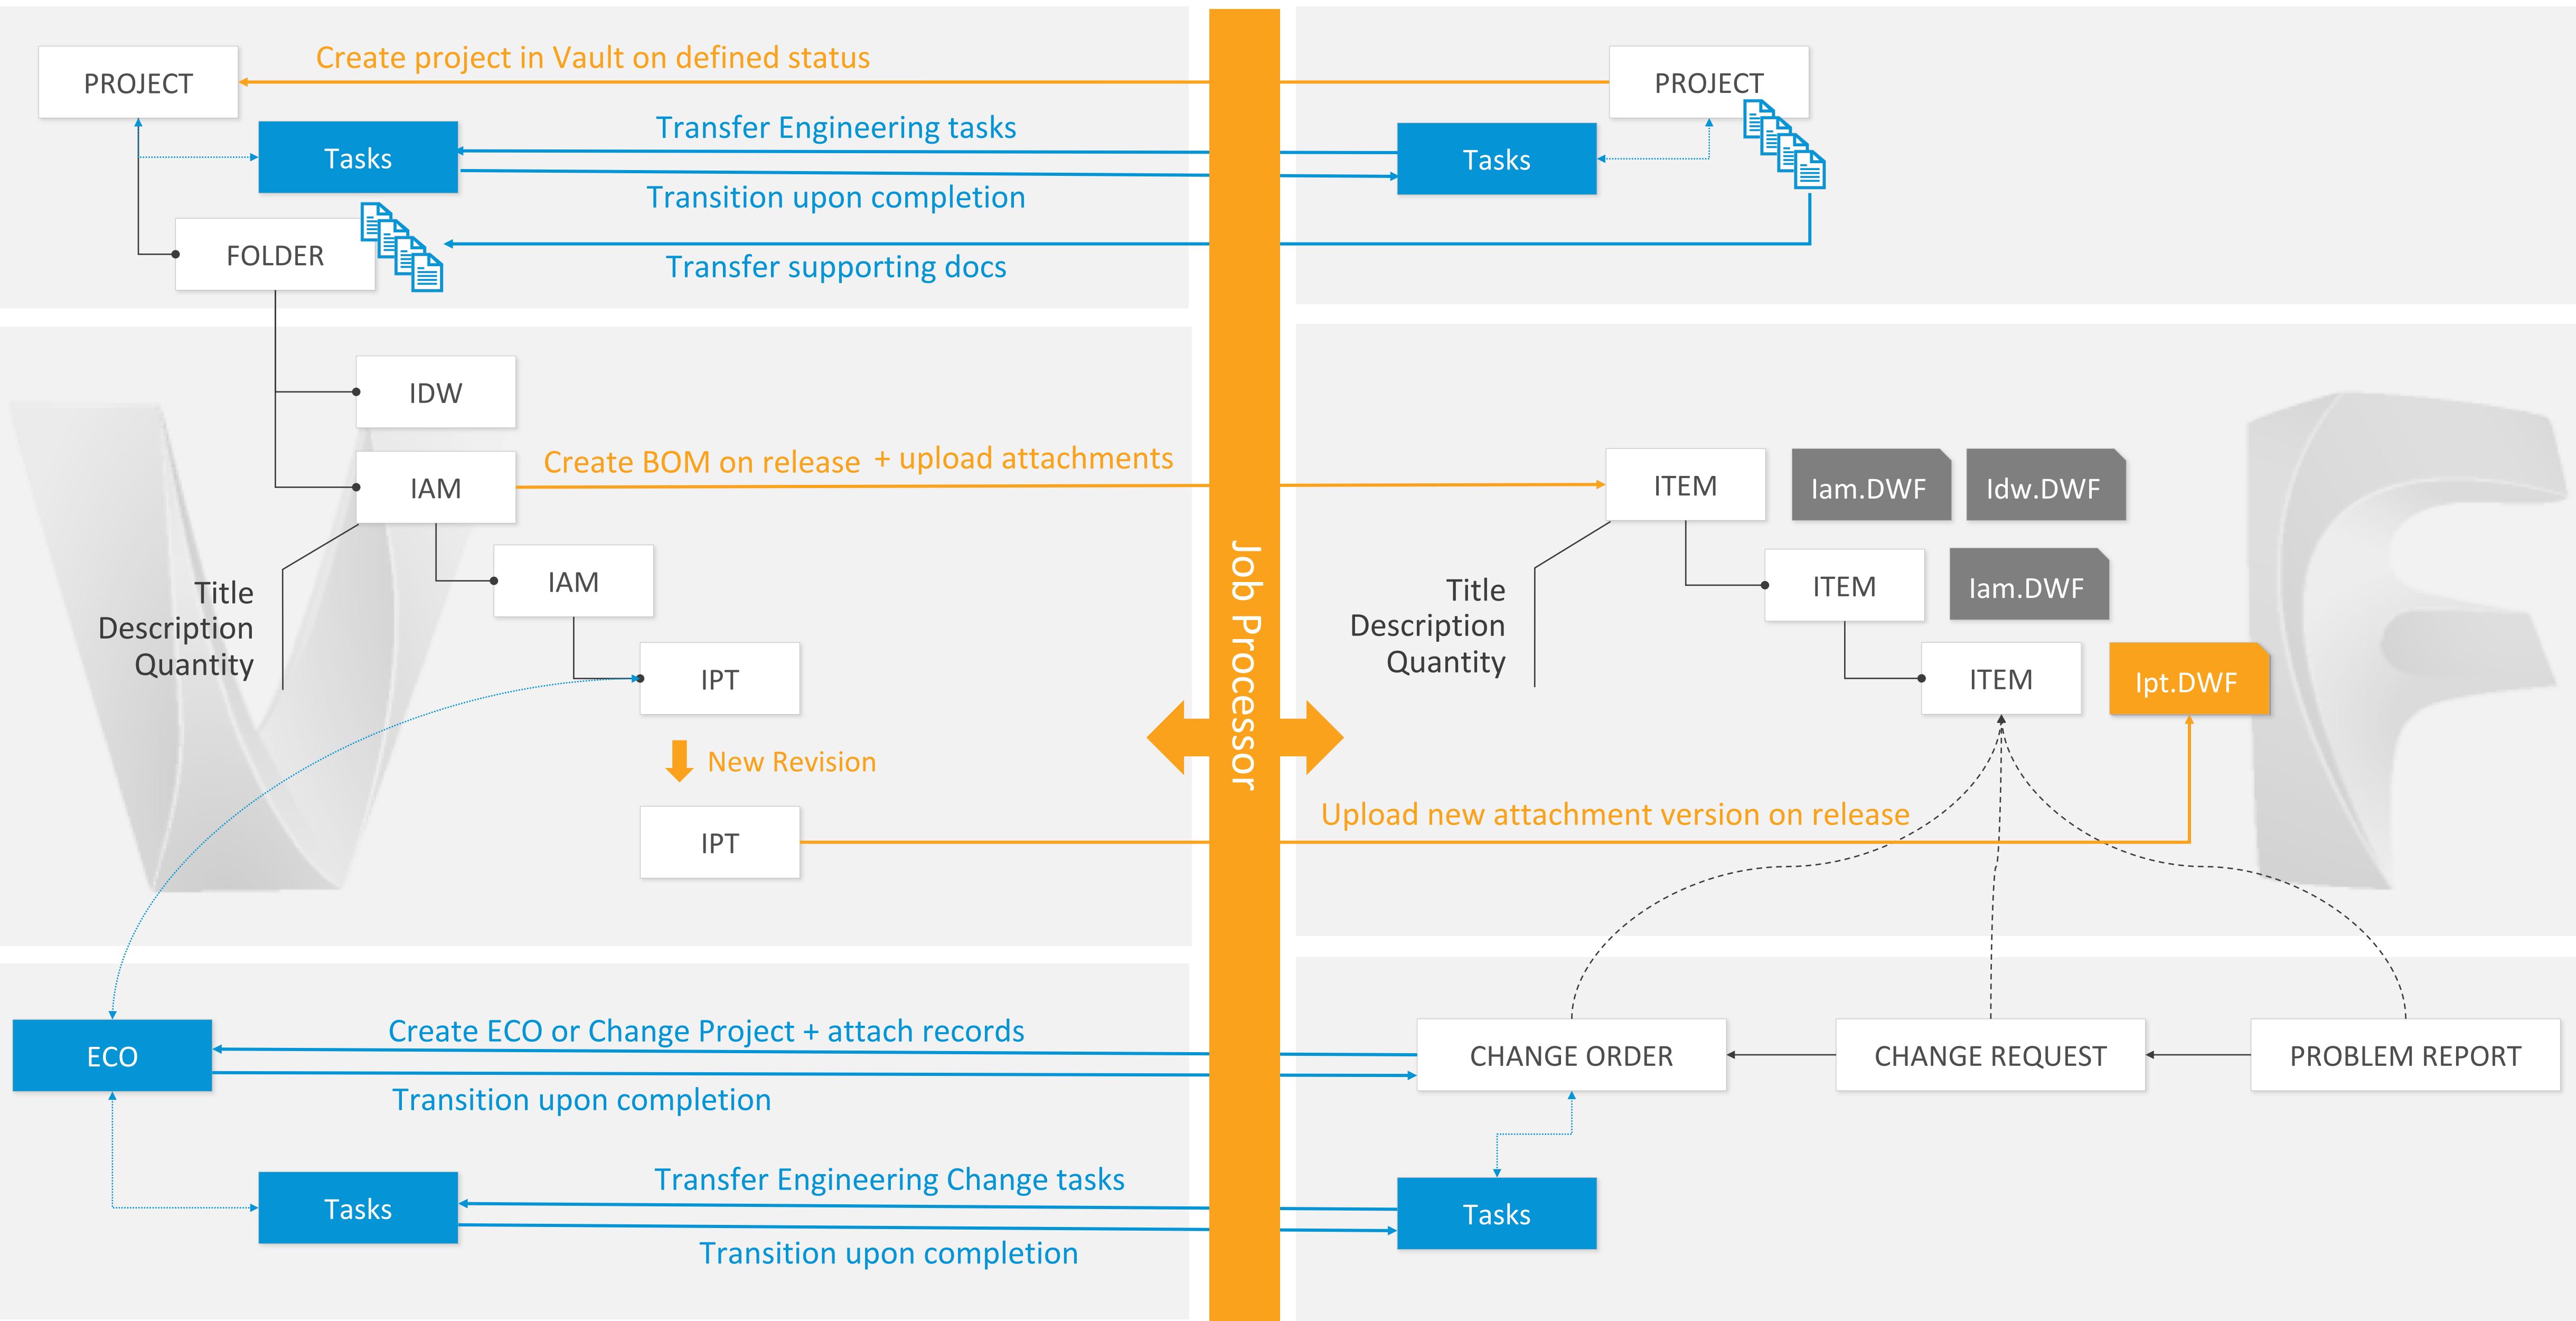 Create project in Vault on defined status
PROJECT
PROJECT
Transfer Engineering tasks
Tasks
Tasks
Transition upon completion
FOLDER
Transfer supporting docs
IDW
Create BOM on release + upload attachments
IAM
ITEM
Iam.DWF
Idw.DWF
IAM
ITEM
Iam.DWF
Title
Description
Quantity
Title
Description
Quantity
Job Processor
IPT
ITEM
Ipt.DWF
New Revision
Upload new attachment version on release
IPT
Create ECO or Change Project + attach records
ECO
CHANGE ORDER
CHANGE REQUEST
PROBLEM REPORT
Transition upon completion
Transfer Engineering Change tasks
Tasks
Tasks
Transition upon completion